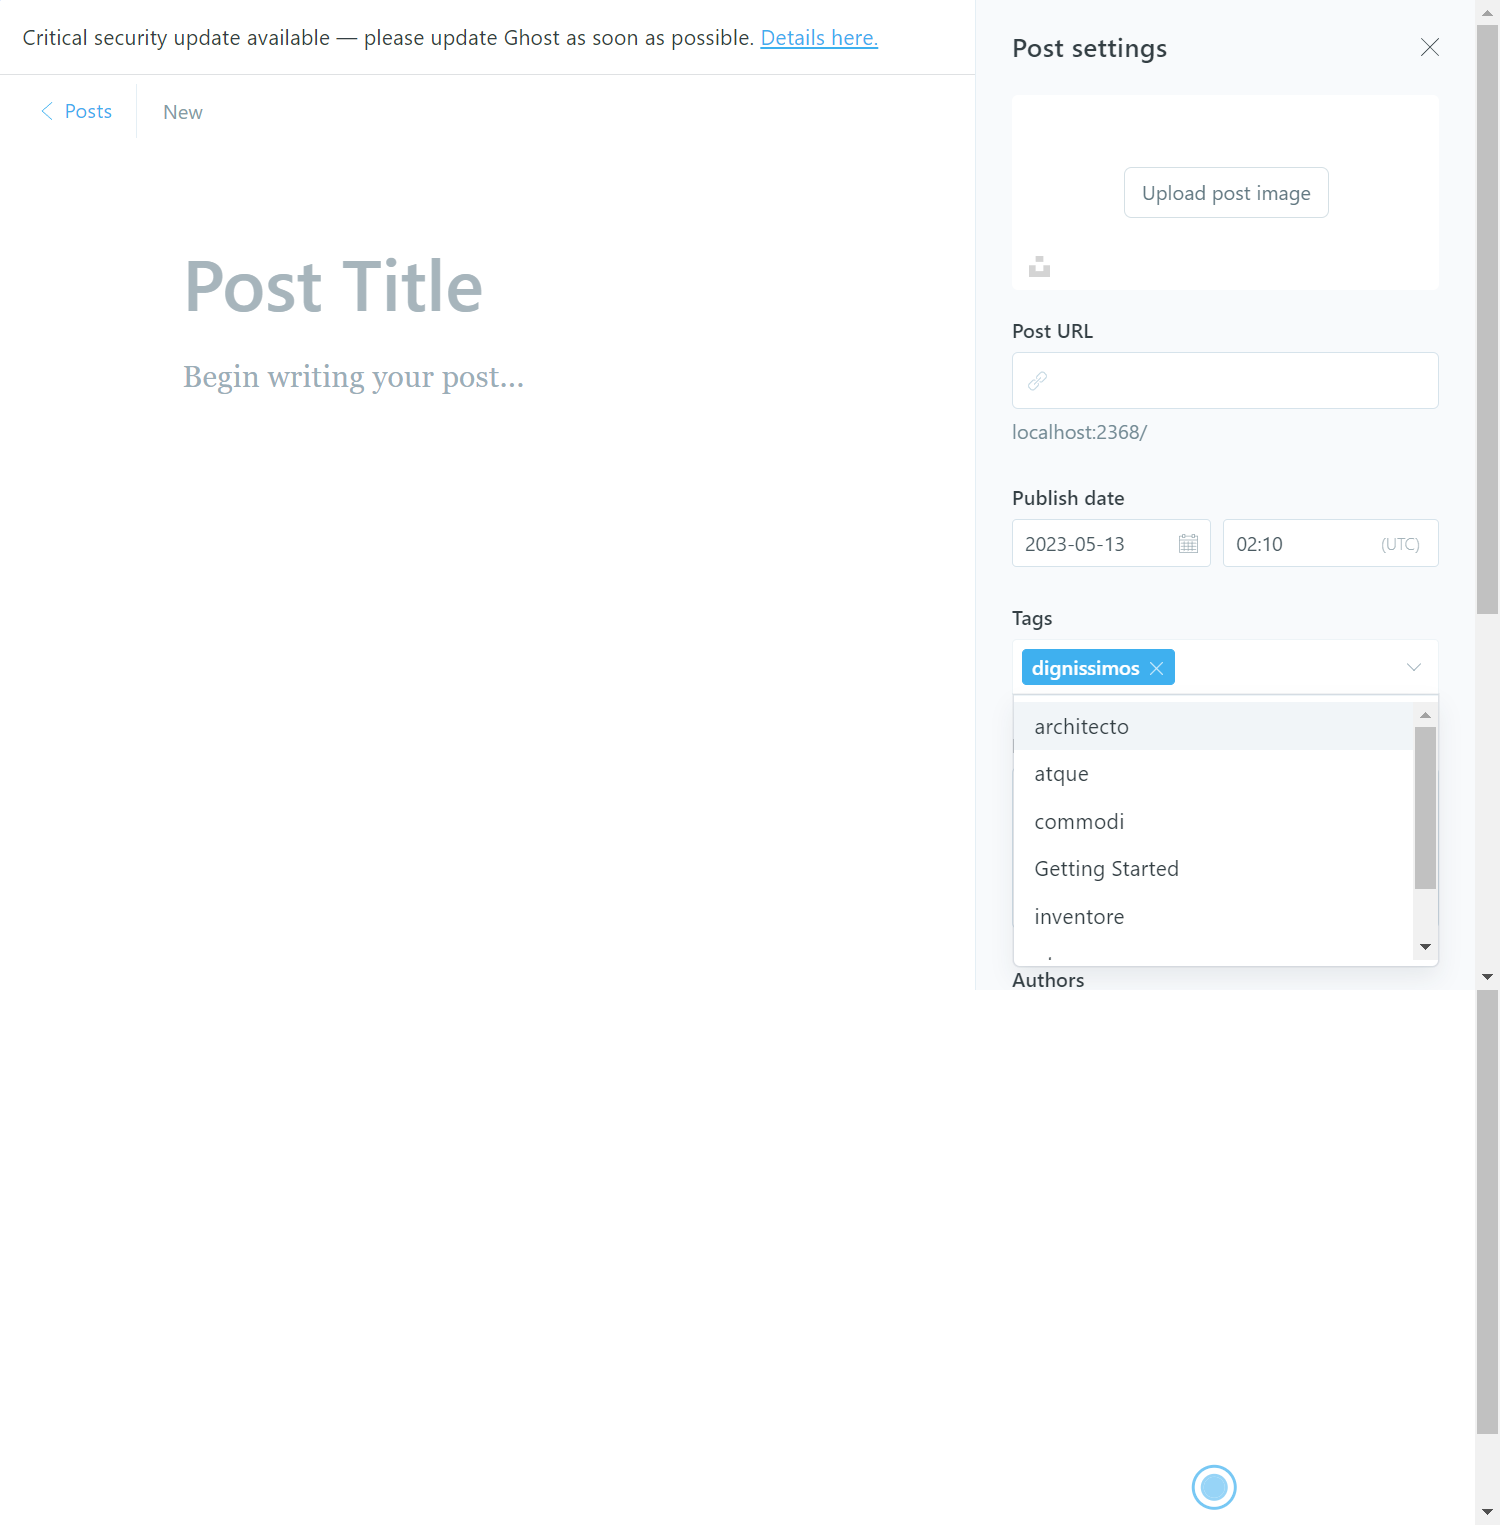 Critical security update available — please update Ghost as soon as possible. Details here.
Posts
New
Post Title
Begin writing your post...
Post settings
Upload post image
Post URL
localhost:2368/
Publish date
2023-05-13
02:10
(UTC)
Tags
dignissimos
architecto
atque
commodi
Getting Started
inventore
Authors